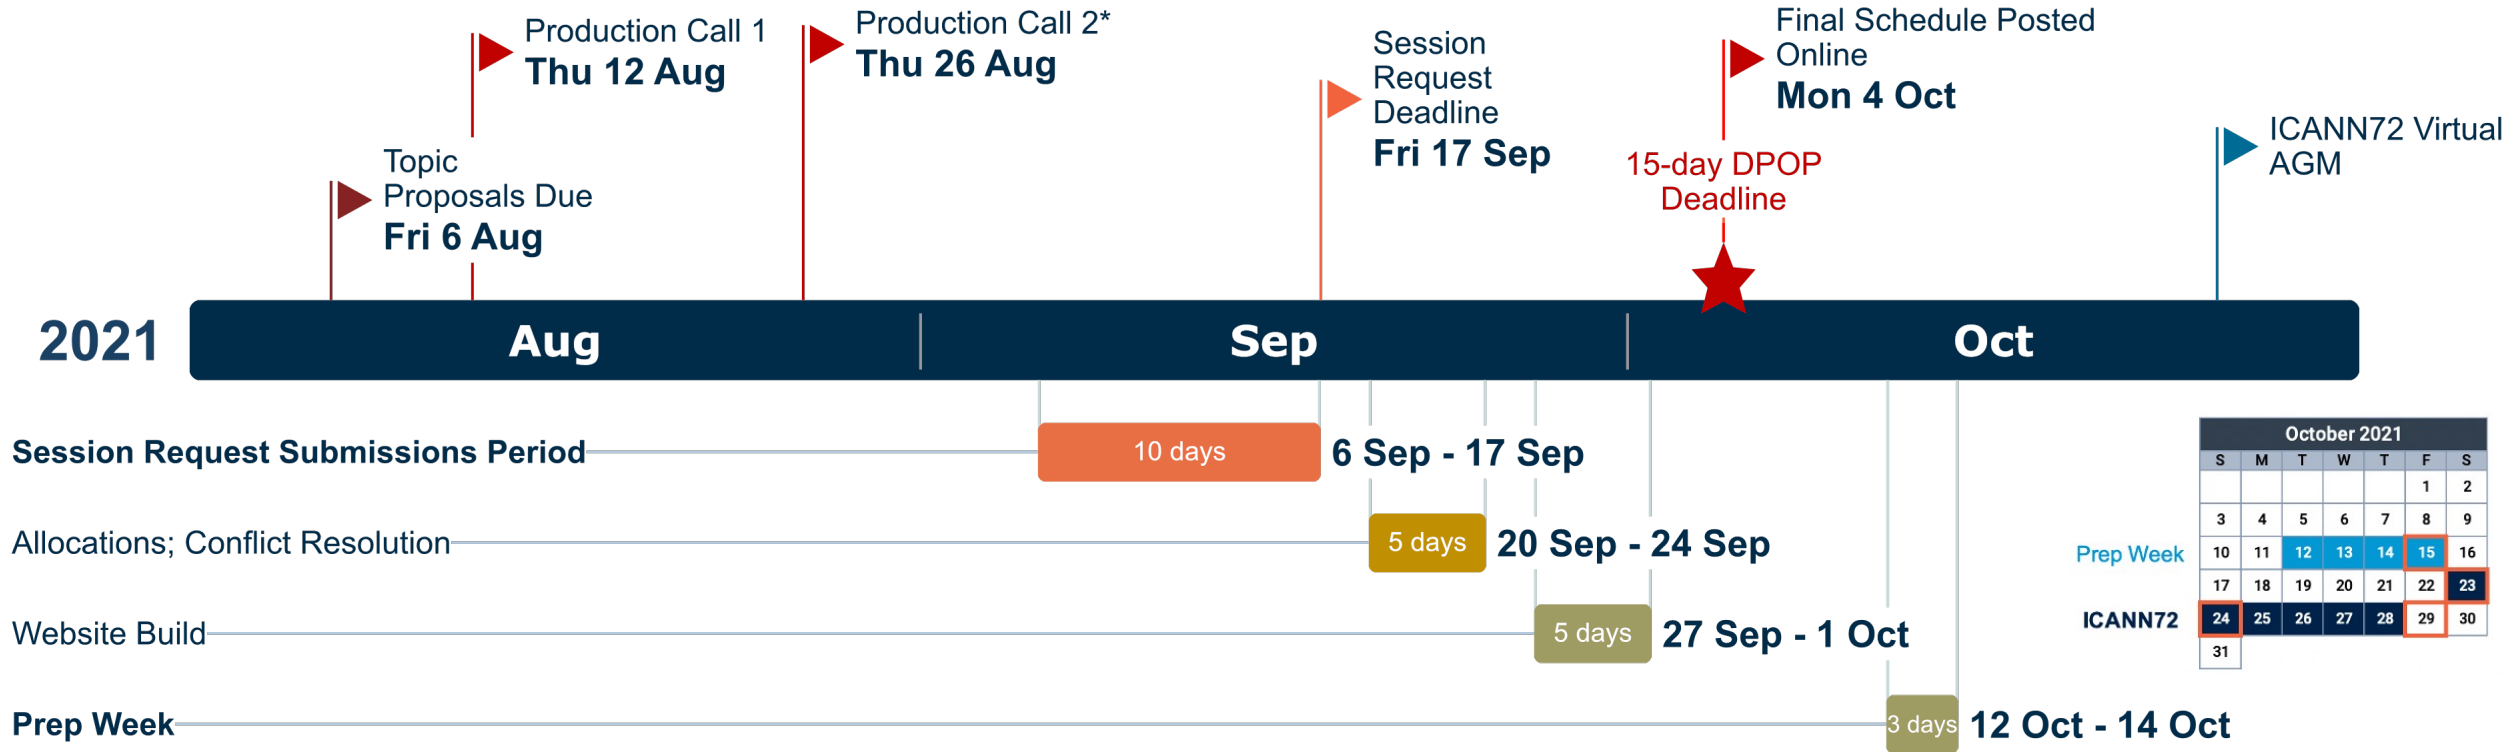 Production Call 1
Thu 12 Aug
Production Call 2*
Thu 26 Aug
Session
Request
Deadline
Fri 17 Sep
Final Schedule Posted
Online
Mon 4 Oct
ICANN72 Virtual
AGM
Topic
Proposals Due
Fri 6 Aug
15-day DPOP
Deadline
2021
Aug
Sep
Oct
Session Request Submissions Period
10 days
6 Sep - 17 Sep
Allocations; Conflict Resolution
5 days
20 Sep - 24 Sep
Website Build
5 days
27 Sep - 1 Oct
Prep Week
3 days
12 Oct - 14 Oct
October 2021
S M T W T F S
1 2
3 4 5 6 7 8 9
Prep Week
10 11 12 13 14 15 16
17 18 19 20 21 22 23
ICANN72
24 25 26 27 28 29 30
31